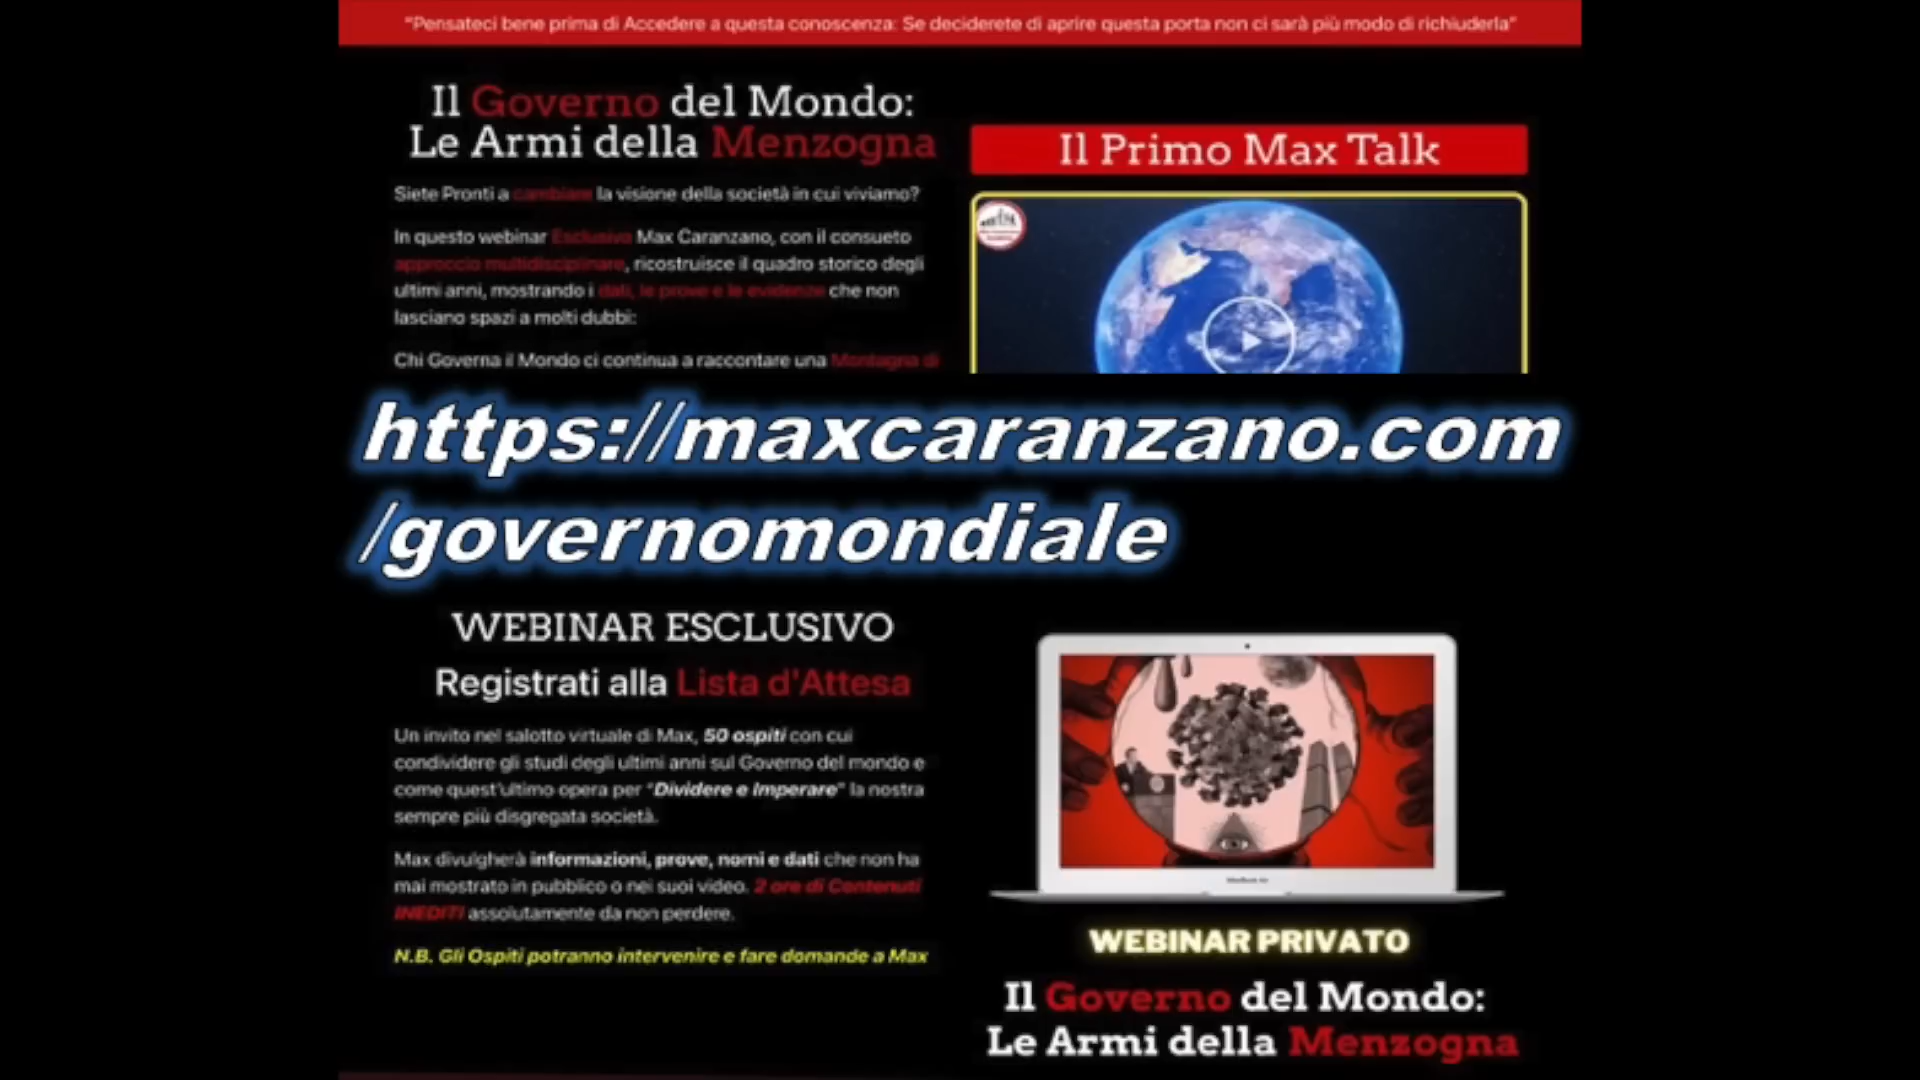 "Pensateci bene prima di Accedere a questa conoscenza: Se deciderete di aprire questa porta non ci sarà più modo di richiuderla"
Il Governo del Mondo:
Le Armi della Menzogna
Siete Pronti a cambiare la visione della società in cui viviamo?
In questo webinar Esclusivo Max Caranzano, con il consueto
approccio multidisciplinare, ricostruisce il quadro storico degli
ultimi anni, mostrando i dati, le prove e le evidenze che non
lasciano spazi a molti dubbi:
Chi Governa il Mondo ci continua a raccontare una Montagna di
Il Primo Max Talk
https://maxcaranzano.com
/governomondiale
WEBINAR ESCLUSIVO
Registrati alla Lista d'Attesa
Un invito nel salotto virtuale di Max, 50 ospiti con cui
condividere gli studi degli ultimi anni sul Governo del mondo e
come quest'ultimo opera per "Dividere e Imperare" la nostra
sempre più disgregata società.
Max divulgherà informazioni, prove, nomi e dati che non ha
mai mostrato in pubblico o nei suoi video. 2 ore di Contenuti
INEDITI assolutamente da non perdere.
N.B. Gli Ospiti potranno intervenire e fare domande a Max
WEBINAR PRIVATO
Il Governo del Mondo:
Le Armi della Menzogna